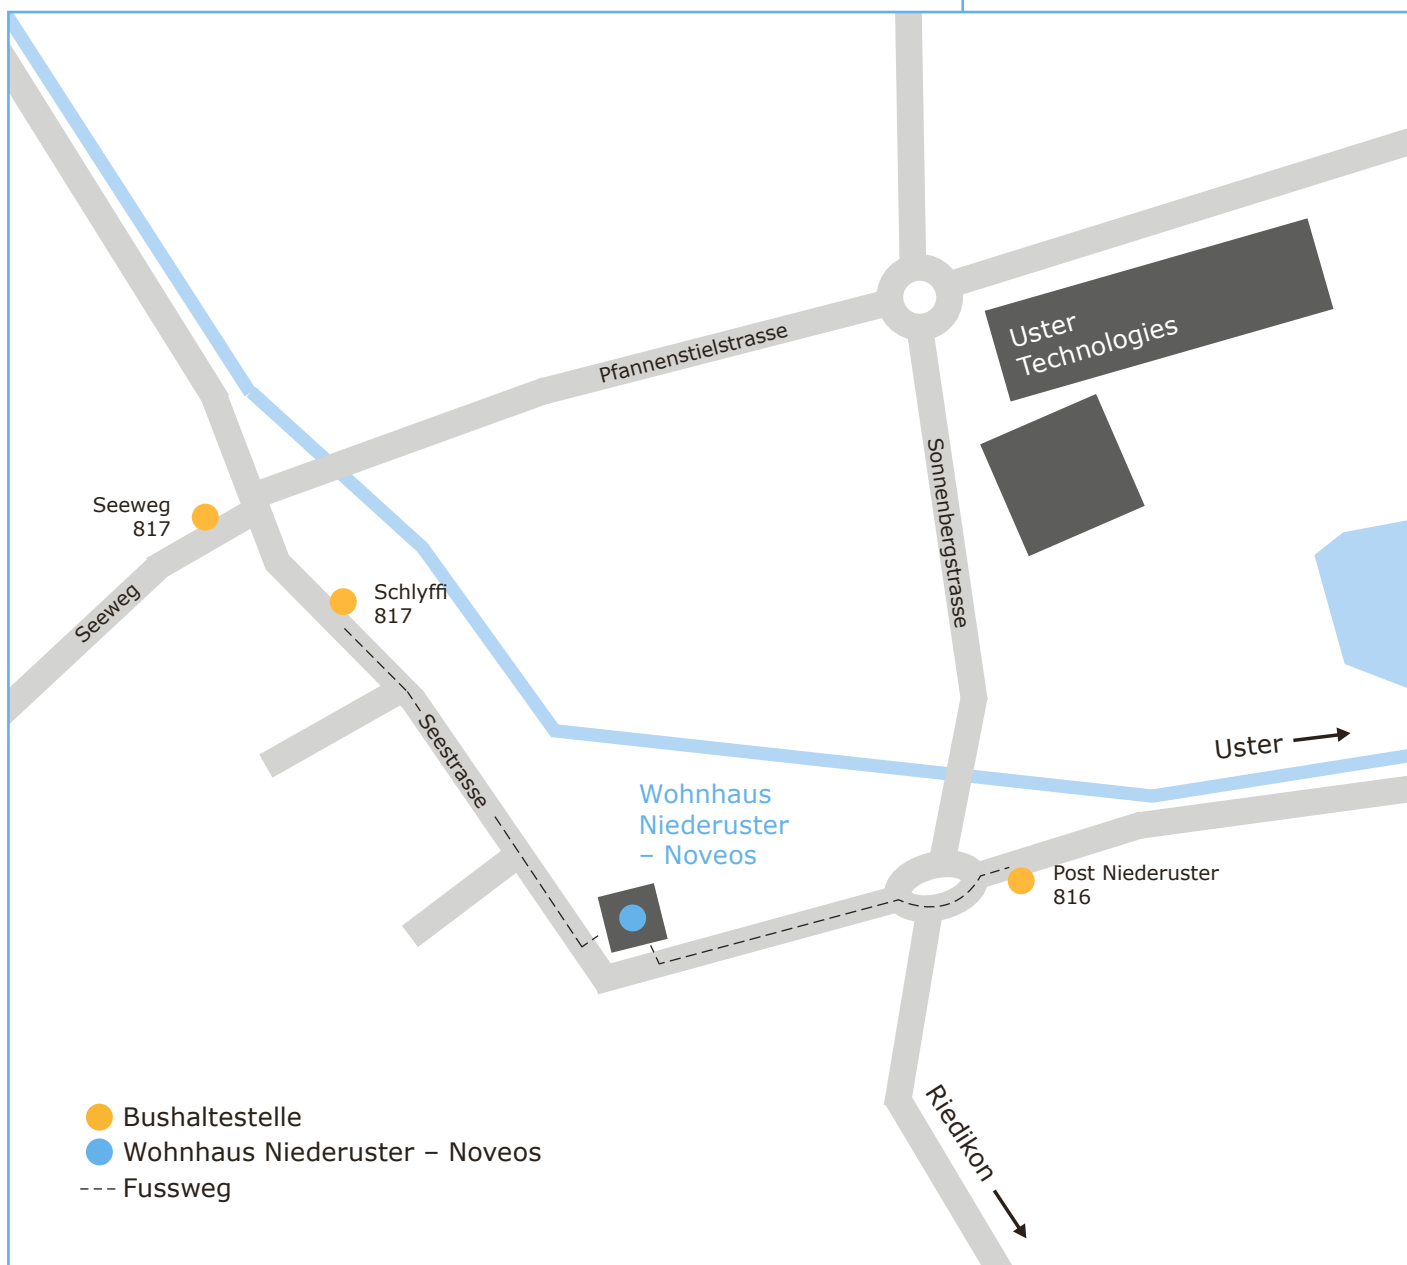 Uster
Technologies
Pfannenstielstrasse
Sonnenbergstrasse
Seeweg
817
Seeweg
Schlyffi
817
Seestrasse
Uster
Wohnhaus
Niederuster
– Noveos
Post Niederuster
816
Riedikon
Bushaltestelle
Wohnhaus Niederuster – Noveos
Fussweg